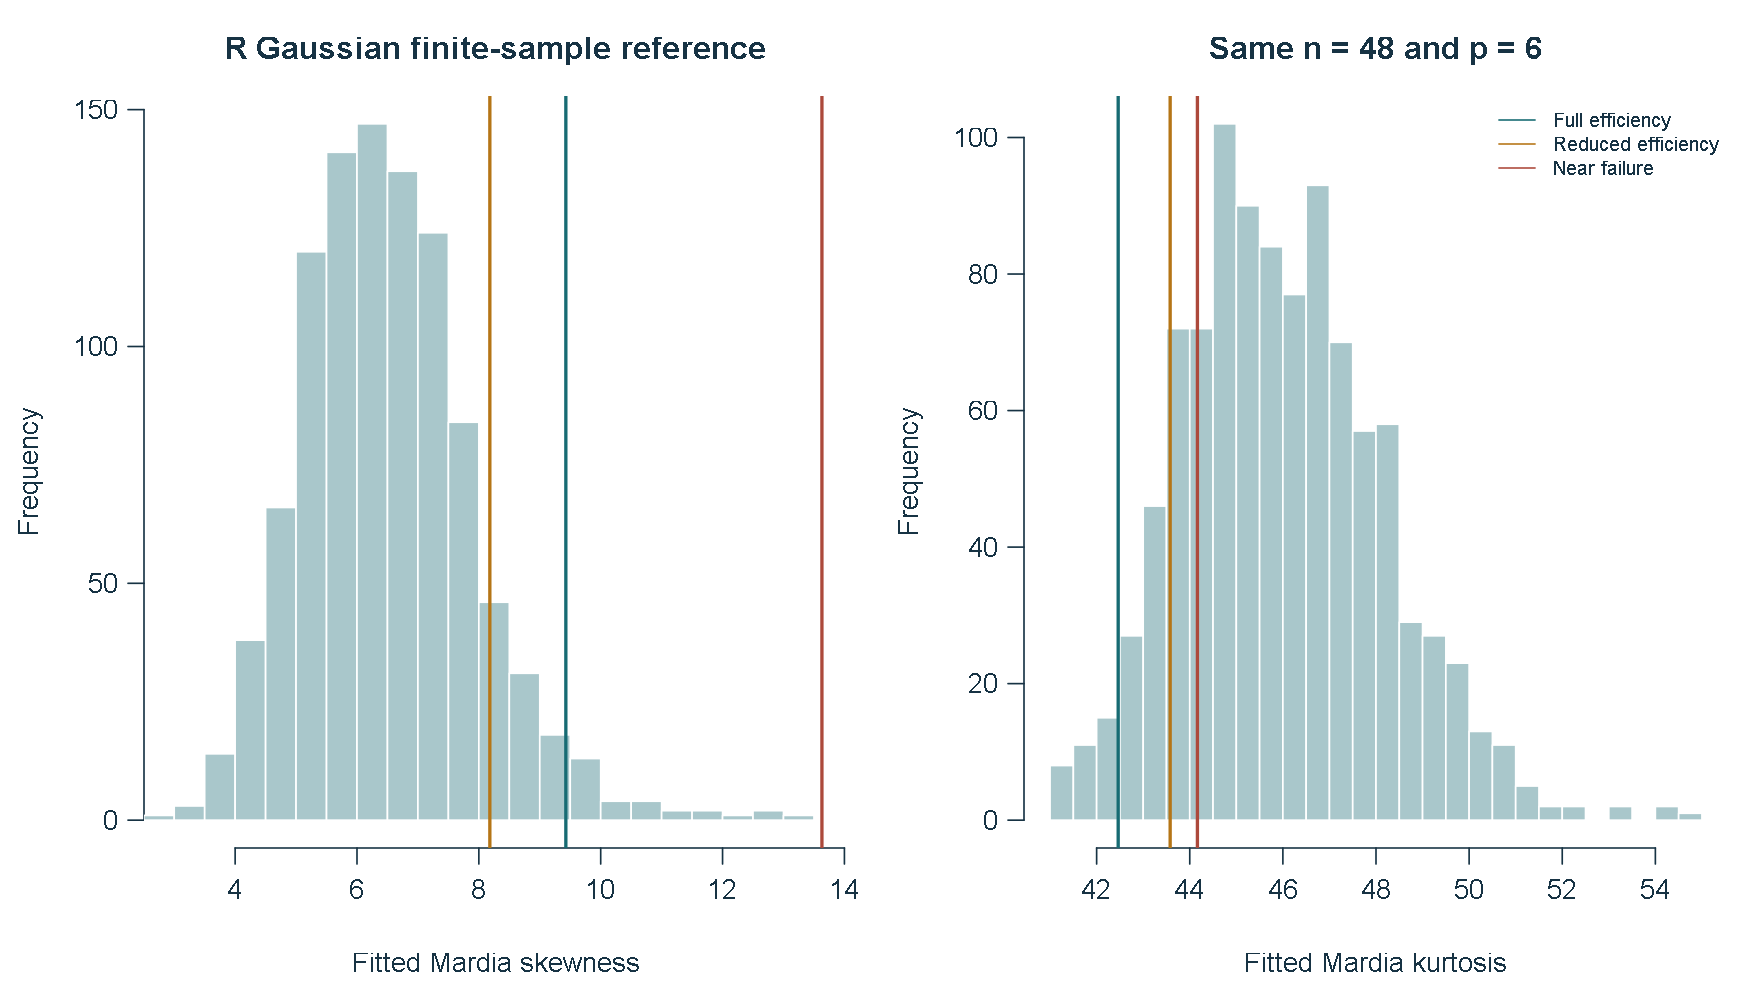 R Gaussian finite-sample reference
150
100
50
0
Frequency
4 6 8 10 12 14
Fitted Mardia skewness
Same n = 48 and p = 6
Full efficiency
Reduced efficiency
Near failure
100
80
60
40
20
0
Frequency
42 44 46 48 50 52 54
Fitted Mardia kurtosis